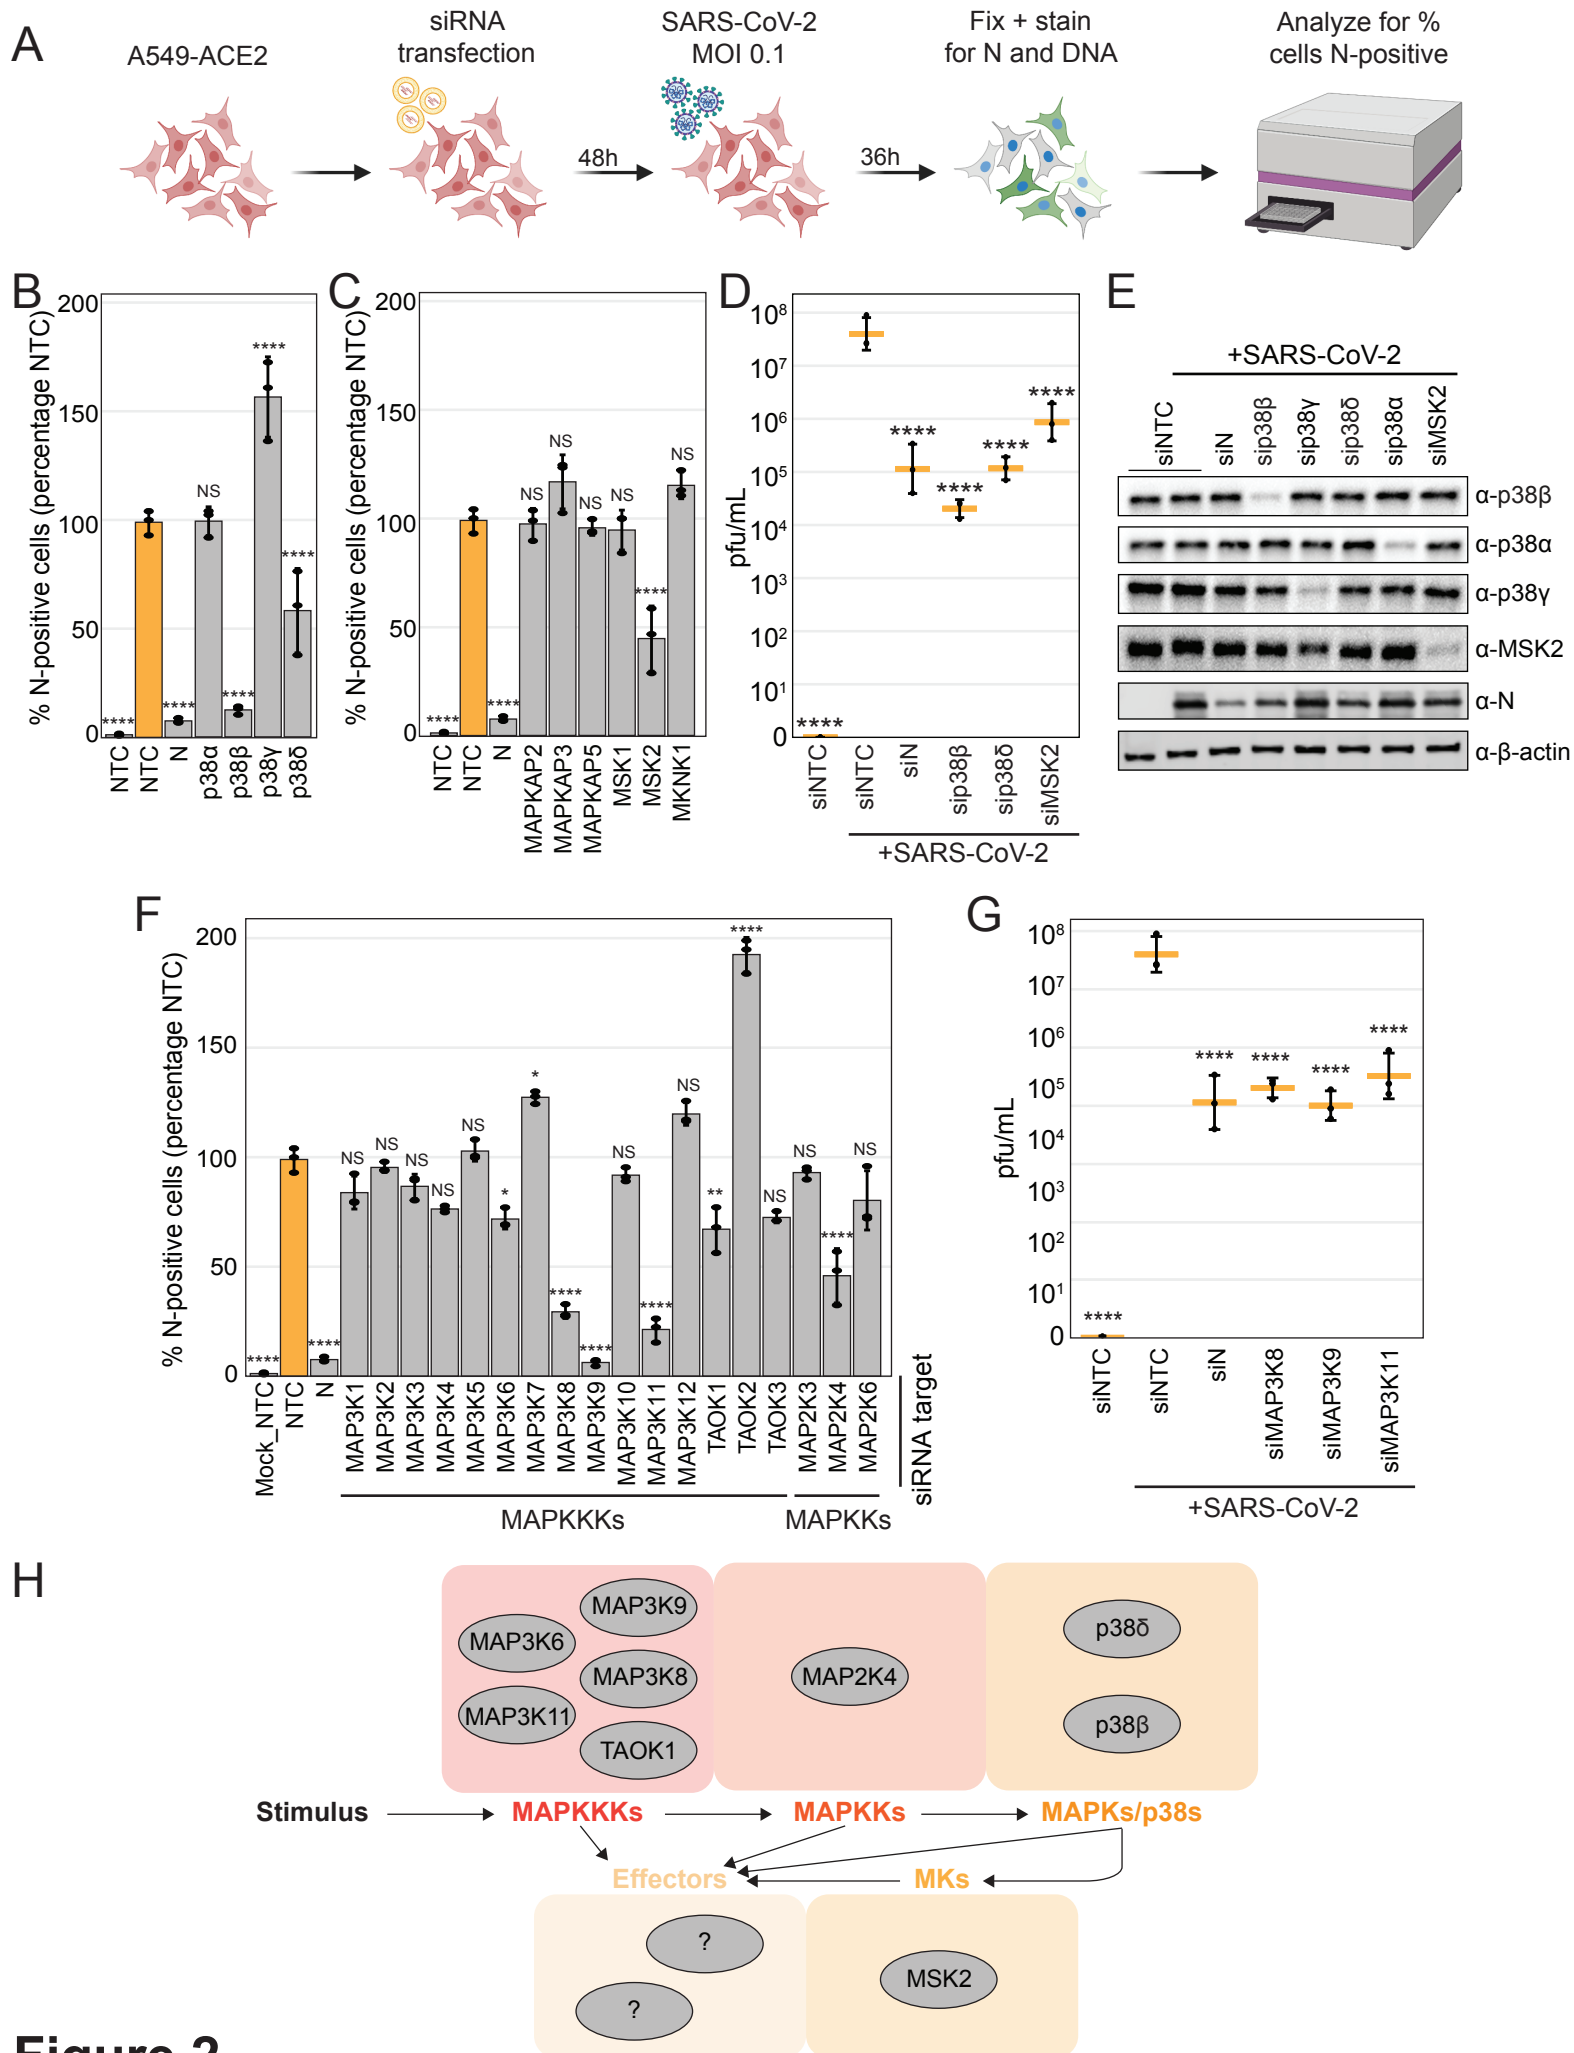 A
A549-ACE2
siRNA
transfection
SARS-CoV-2
MOI 0.1
Fix + stain
for N and DNA
Analyze for %
cells N-positive
48h
36h
B
% N-positive cells (percentage NTC)
200
150
100
50
0
****
****
NS
****
****
****
NTC
NTC
N
p38α
p38β
p38γ
p38δ
C
% N-positive cells (percentage NTC)
200
150
100
50
0
****
****
NS
NS
NS
NS
****
NS
NTC
NTC
N
MAPKAP2
MAPKAP3
MAPKAP5
MSK1
MSK2
MKNK1
D
pfu/mL
10⁸
10⁷
10⁶
10⁵
10⁴
10³
10²
10¹
0
****
****
****
****
****
siNTC
siNTC
siN
sip38β
sip38δ
siMSK2
+SARS-CoV-2
E
+SARS-CoV-2
siNTC
siN
sip38β
sip38γ
sip38δ
sip38α
siMSK2
α-p38β
α-p38α
α-p38γ
α-MSK2
α-N
α-β-actin
F
% N-positive cells (percentage NTC)
200
150
100
50
0
****
****
NS
NS
NS
NS
NS
*
*
****
****
NS
****
NS
**
****
NS
NS
****
NS
Mock_NTC
NTC
N
MAP3K1
MAP3K2
MAP3K3
MAP3K4
MAP3K5
MAP3K6
MAP3K7
MAP3K8
MAP3K9
MAP3K10
MAP3K11
MAP3K12
TAOK1
TAOK2
TAOK3
MAP2K3
MAP2K4
MAP2K6
siRNA target
MAPKKKs
MAPKKs
G
pfu/mL
10⁸
10⁷
10⁶
10⁵
10⁴
10³
10²
10¹
0
****
****
****
****
****
siNTC
siNTC
siN
siMAP3K8
siMAP3K9
siMAP3K11
+SARS-CoV-2
H
MAP3K9
MAP3K6
MAP3K8
MAP3K11
TAOK1
MAP2K4
p38δ
p38β
Stimulus
MAPKKKs
MAPKKs
MAPKs/p38s
Effectors
MKs
?
?
MSK2
Figure 2